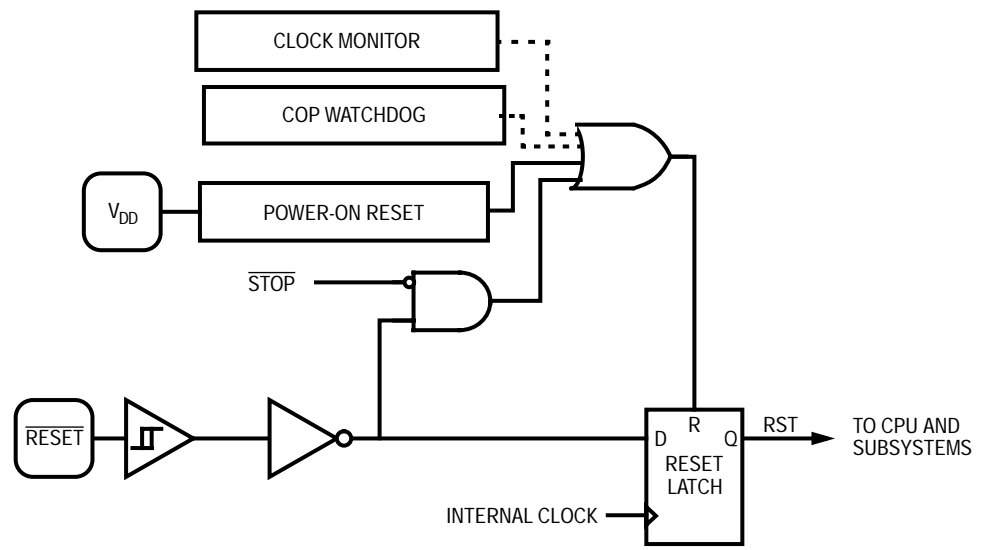 CLOCK MONITOR
COP WATCHDOG
VDD
POWER-ON RESET
STOP
RESET
D
R
Q
RESET
LATCH
RST
TO CPU AND
SUBSYSTEMS
INTERNAL CLOCK